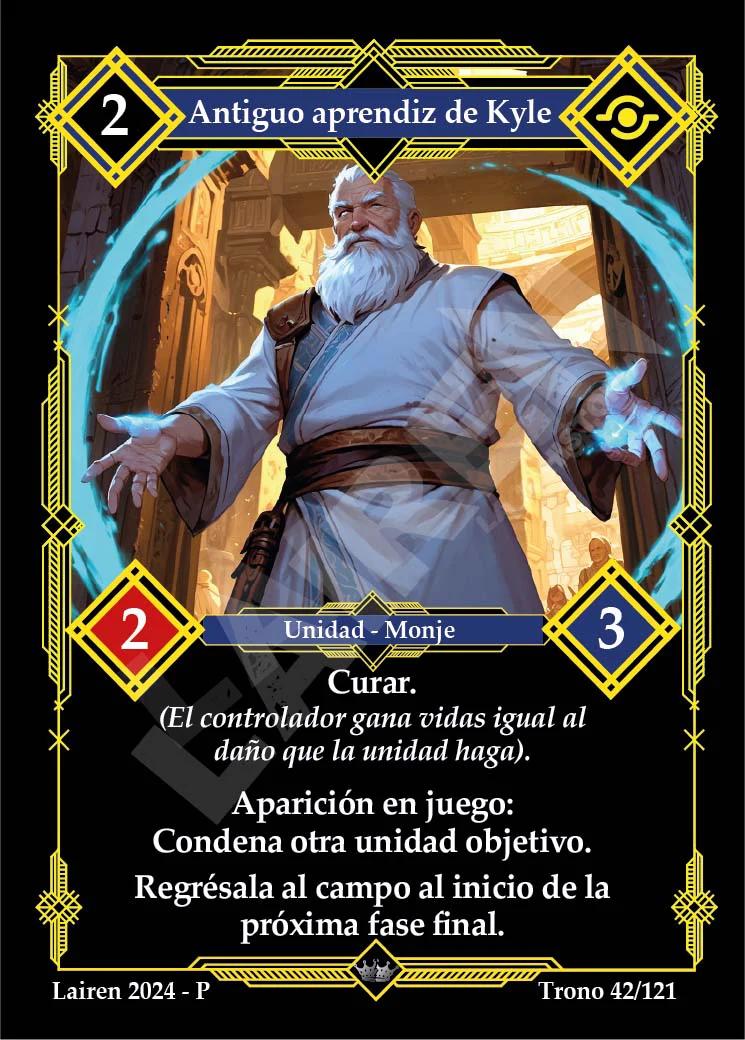 2
Antiguo aprendiz de Kyle
2
Unidad - Monje
3
Curar.
(El controlador gana vidas igual al
daño que la unidad haga).
Aparición en juego:
Condena otra unidad objetivo.
Regrésala al campo al inicio de la
próxima fase final.
Lairen 2024 - P
Trono 42/121